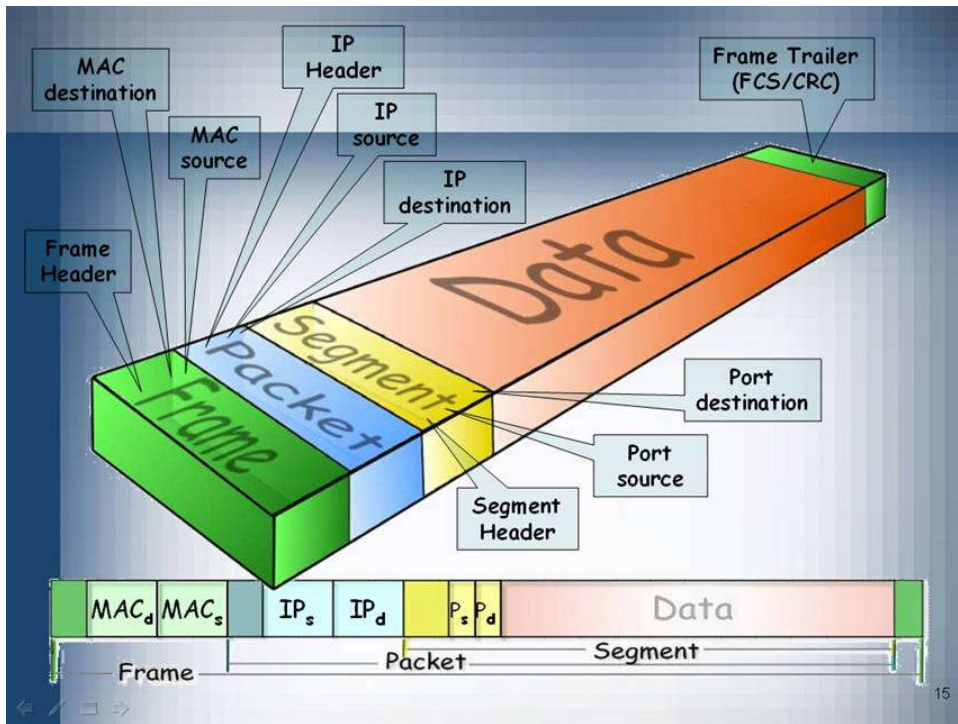 IP
Header
Frame Trailer
(FCS/CRC)
MAC
destination
IP
source
MAC
source
IP
destination
Frame
Header
Data
Segment
Packet
Frame
Port
destination
Port
source
Segment
Header
MACd MACs IPs IPd Ps Pd Data
Segment
Packet
Frame
15